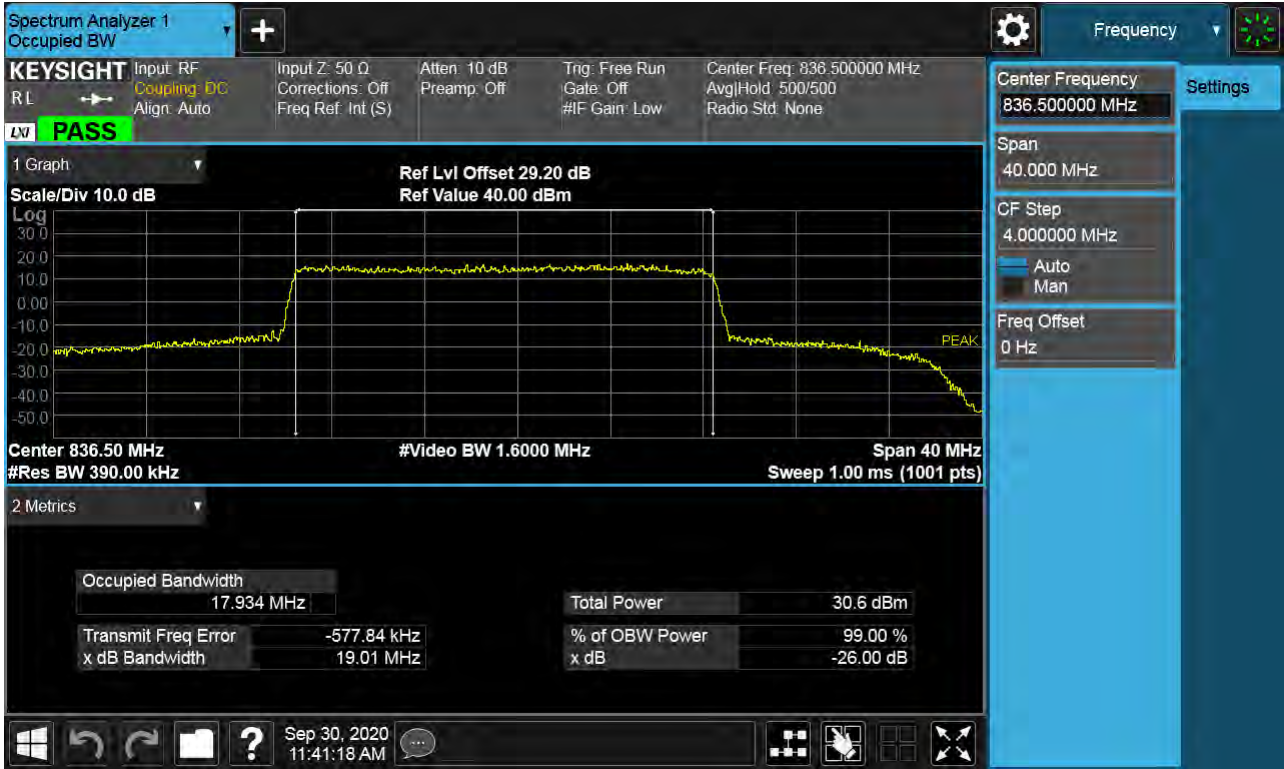 Spectrum Analyzer 1
Occupied BW
Frequency
KEYSIGHT
RL
LXI
PASS
Input: RF
Coupling: DC
Align: Auto
Input Z: 50 Ω
Corrections: Off
Freq Ref: Int (S)
Atten: 10 dB
Preamp: Off
Trig: Free Run
Gate: Off
#IF Gain: Low
Center Freq: 836.500000 MHz
Avg|Hold: 500/500
Radio Std: None
1 Graph
Scale/Div 10.0 dB
Ref Lvl Offset 29.20 dB
Ref Value 40.00 dBm
Log
30.0
20.0
10.0
0.00
-10.0
-20.0
-30.0
-40.0
-50.0
PEAK
Center 836.50 MHz
#Video BW 1.6000 MHz
Span 40 MHz
#Res BW 390.00 kHz
Sweep 1.00 ms (1001 pts)
2 Metrics
Occupied Bandwidth
17.934 MHz
Total Power 30.6 dBm
Transmit Freq Error -577.84 kHz
% of OBW Power 99.00 %
x dB Bandwidth 19.01 MHz
x dB -26.00 dB
Sep 30, 2020
11:41:18 AM
?
Center Frequency
836.500000 MHz
Settings
Span
40.000 MHz
CF Step
4.000000 MHz
Auto
Man
Freq Offset
0 Hz